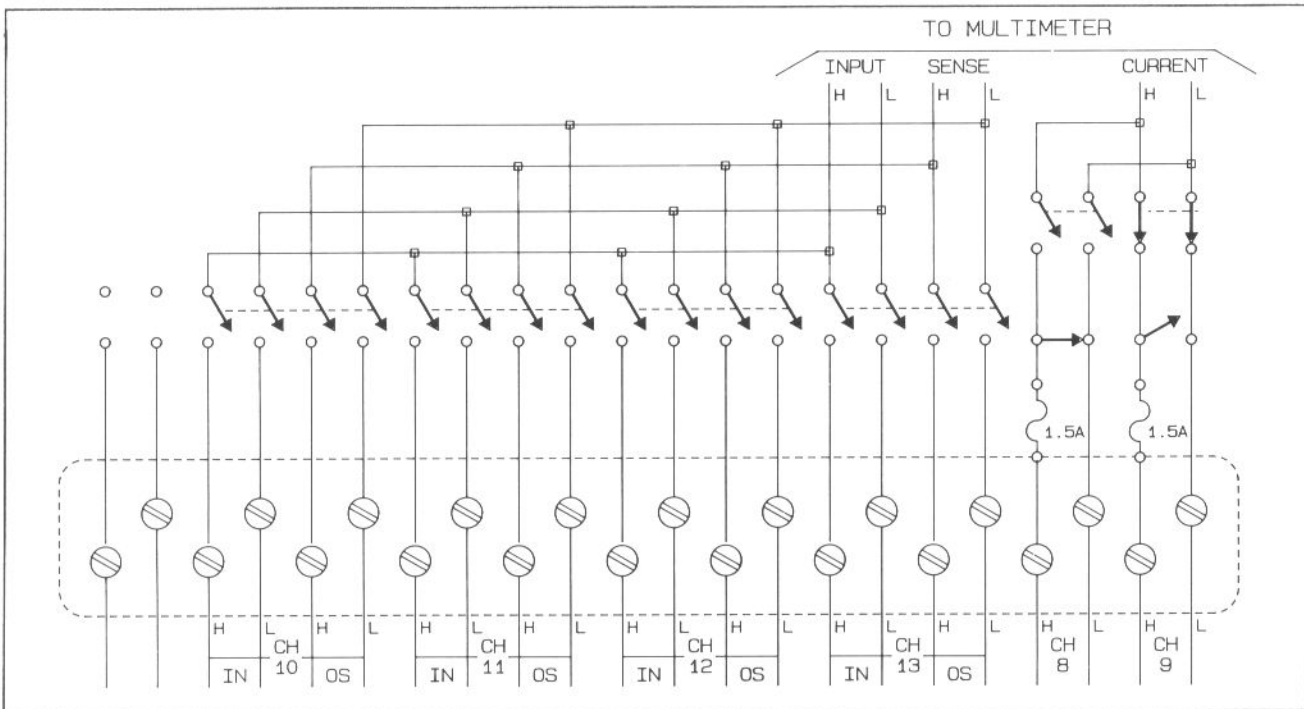 TO MULTIMETER
INPUT SENSE CURRENT
H L H L H L
1.5A 1.5A
H L H L H L H L H L H L H L H L H L H L
CH CH CH CH CH CH
10 11 12 13 8 9
IN OS IN OS IN OS IN OS